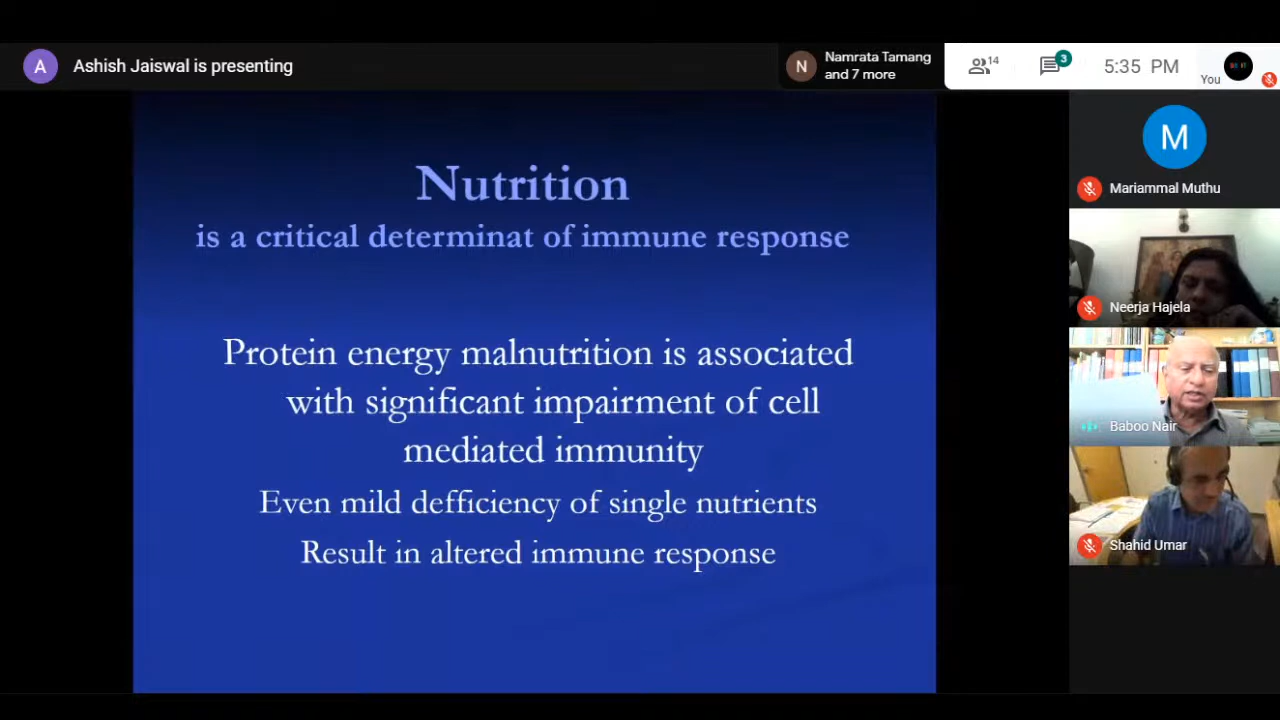 A
Ashish Jaiswal is presenting
N
Namrata Tamang
and 7 more
14
3
5:35 PM
You
Nutrition
is a critical determinat of immune response
Protein energy malnutrition is associated
with significant impairment of cell
mediated immunity
Even mild defficiency of single nutrients
Result in altered immune response
M
Mariammal Muthu
Neerja Hajela
Baboo Nair
Shahid Umar